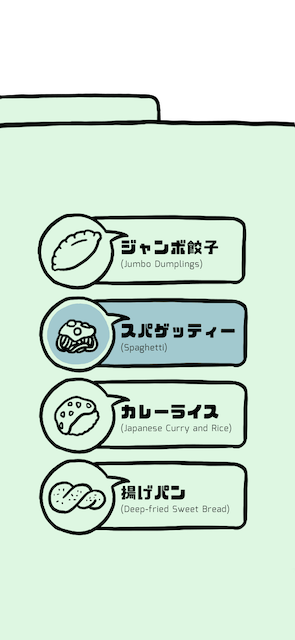 ジャンボ餃子
(Jumbo Dumplings)
スパゲッティー
(Spaghetti)
カレーライス
(Japanese Curry and Rice)
揚げパン
(Deep-fried Sweet Bread)